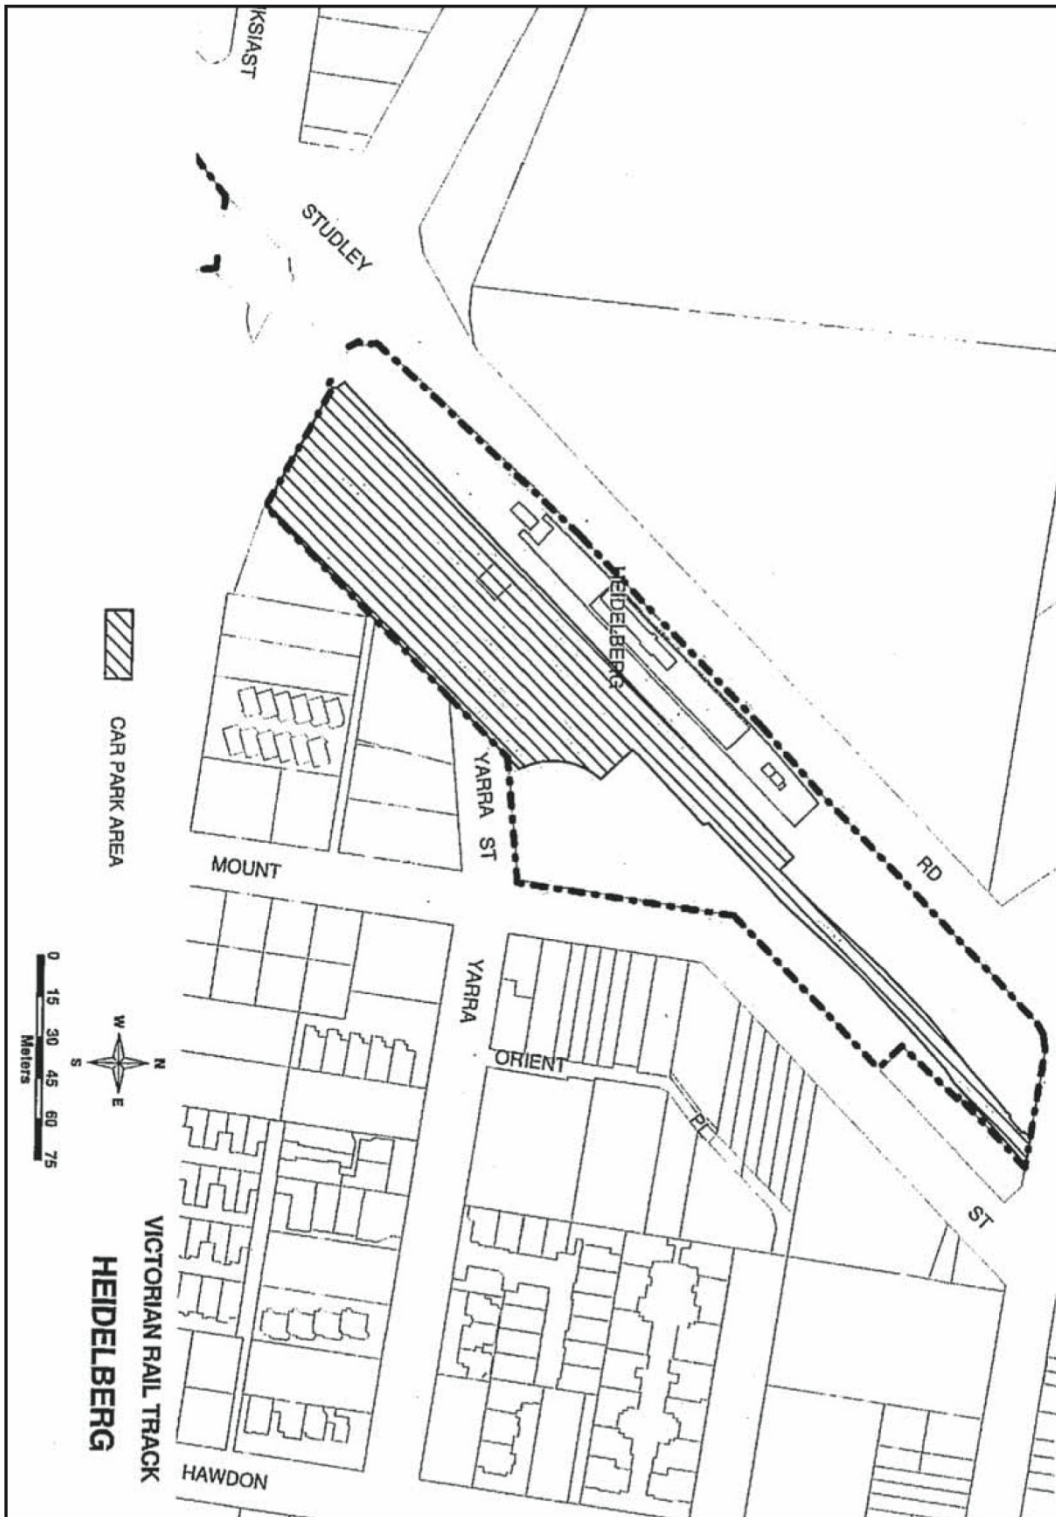 KSIAST
STUDLEY
HEIDELBERG
RD
YARRA ST
MOUNT
YARRA
ORIENT
PL
ST
HAWDON
CAR PARK AREA
0 15 30 45 60 75
Meters
N
W
E
S
VICTORIAN RAIL TRACK
HEIDELBERG